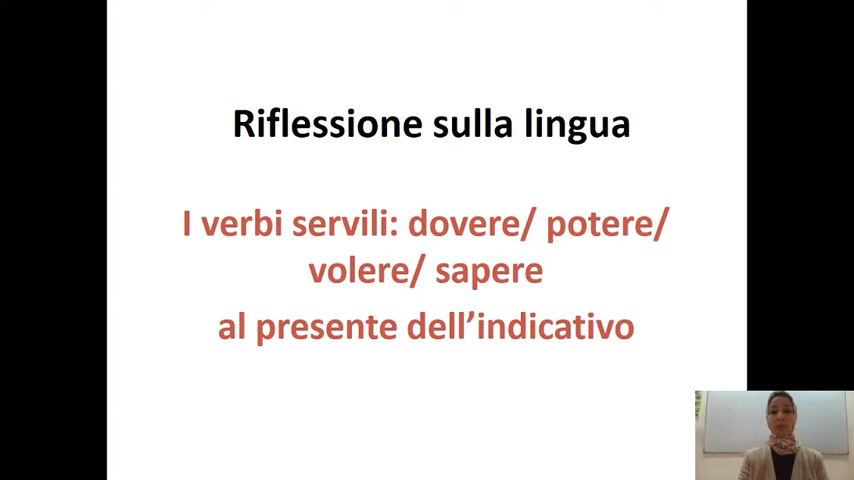 Riflessione sulla lingua
I verbi servili: dovere/ potere/
volere/ sapere
al presente dell’indicativo